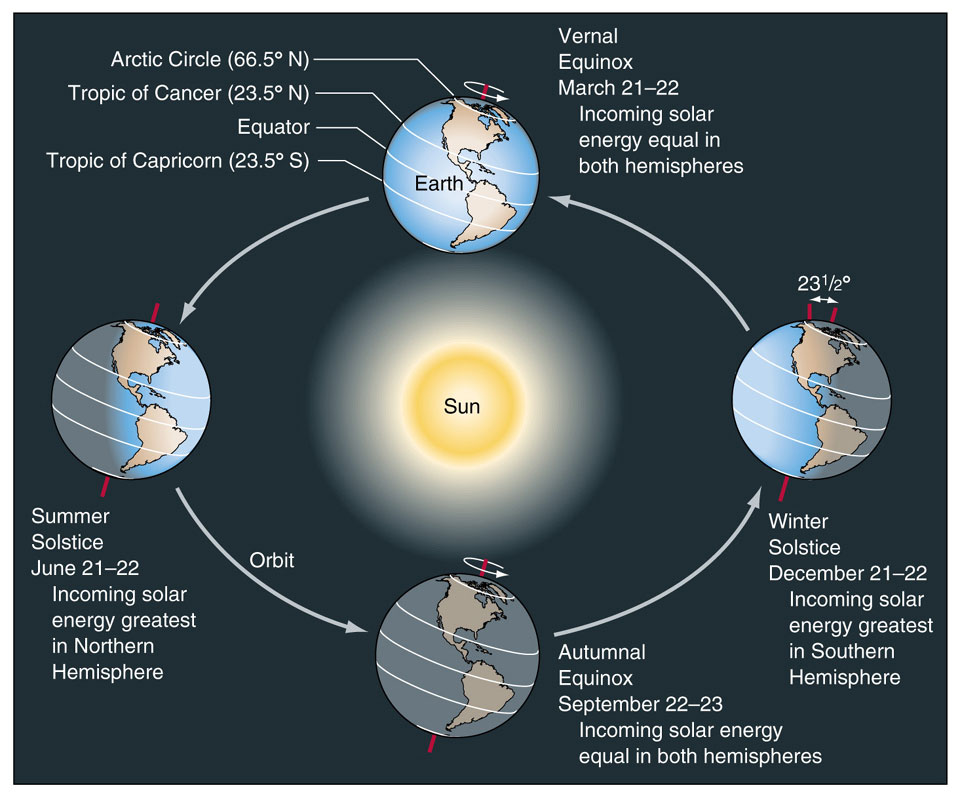 Arctic Circle (66.5° N)
Tropic of Cancer (23.5° N)
Equator
Tropic of Capricorn (23.5° S)
Earth
Vernal
Equinox
March 21–22
Incoming solar
energy equal in
both hemispheres
23 1/2°
Sun
Summer
Solstice
June 21–22
Incoming solar
energy greatest
in Northern
Hemisphere
Orbit
Winter
Solstice
December 21–22
Incoming solar
energy greatest
in Southern
Hemisphere
Autumnal
Equinox
September 22–23
Incoming solar energy
equal in both hemispheres